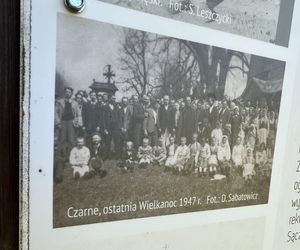 Fot.: S. Leszczycki
Czarne, ostatnia Wielkanoc 1947 r. Fot.: D. Sabatowicz